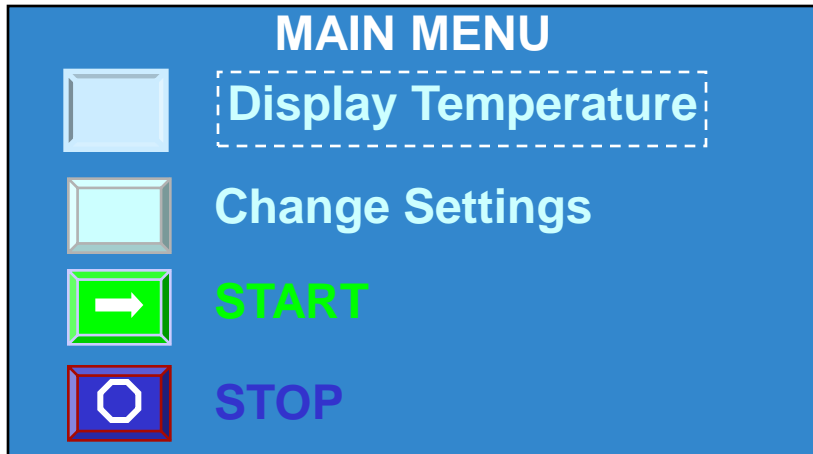 MAIN MENU
Display Temperature
Change Settings
START
STOP